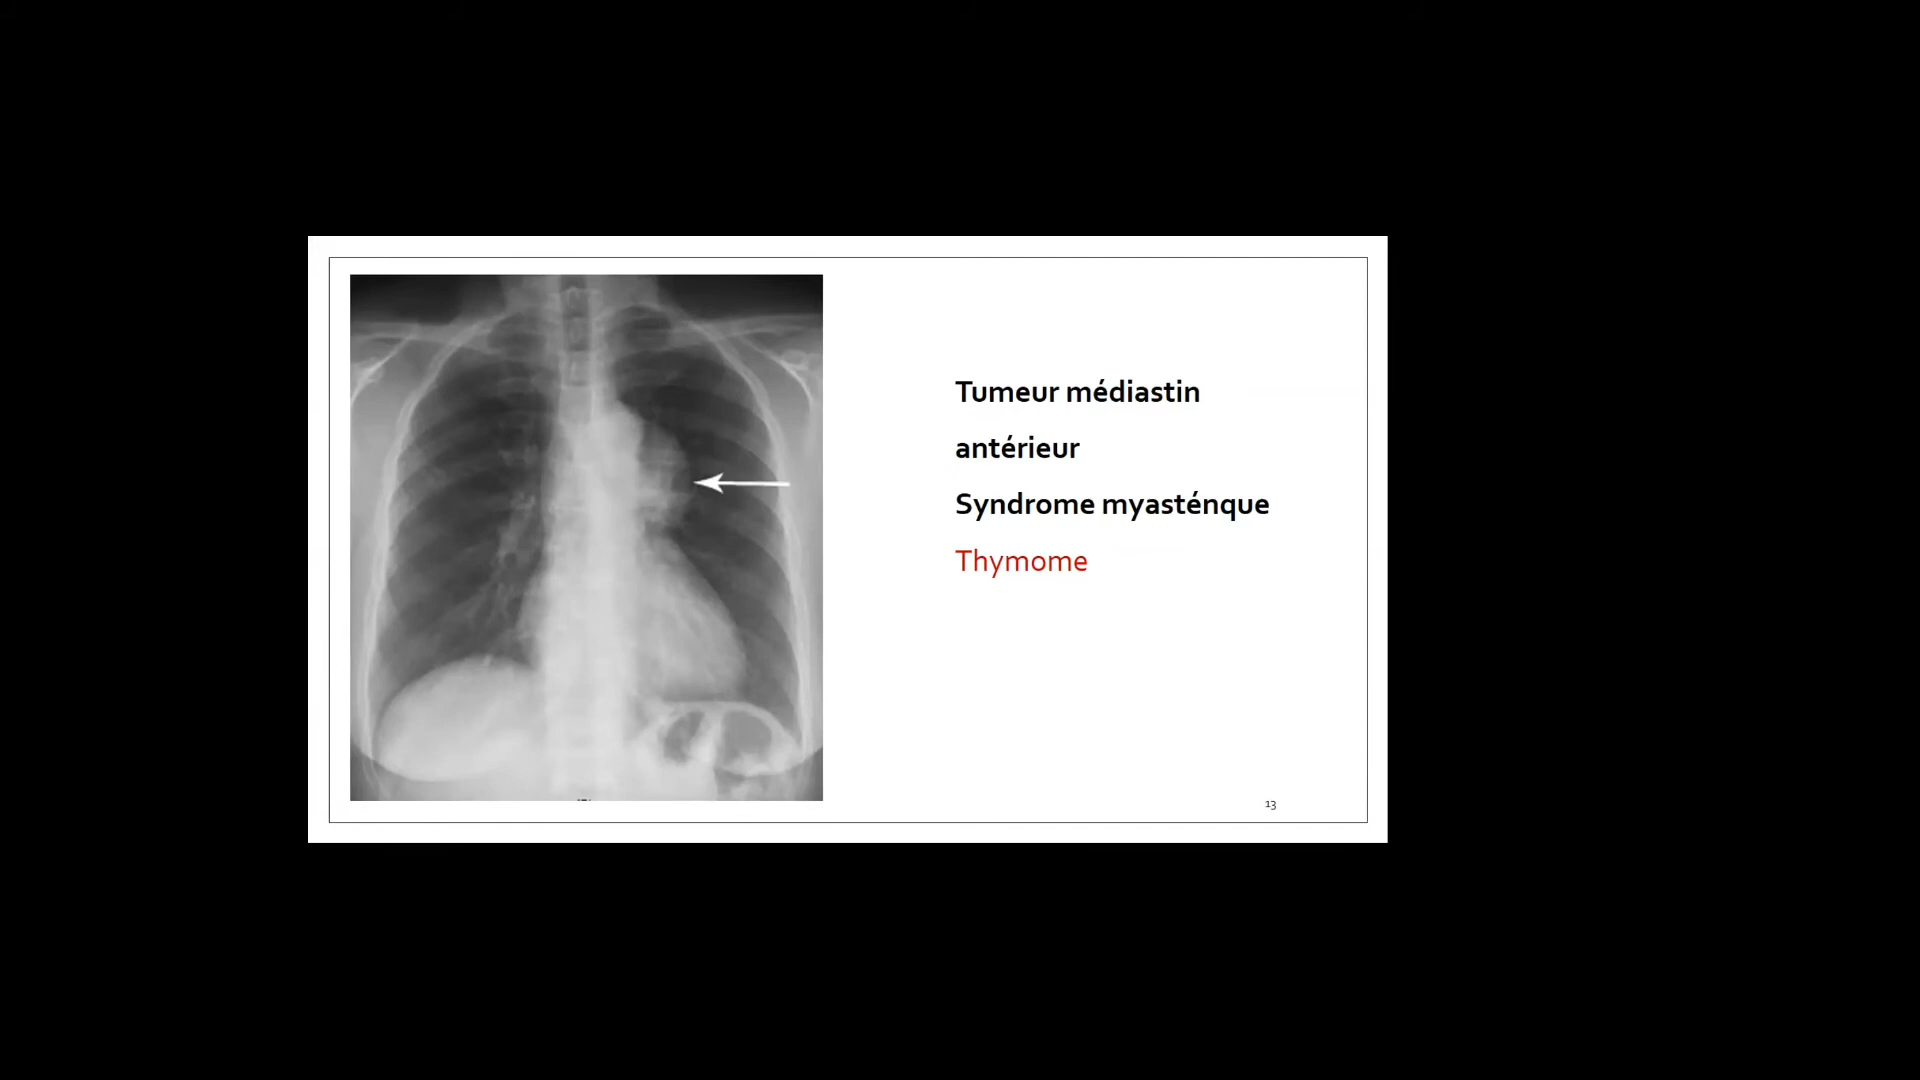 Tumeur médiastin
antérieur
Syndrome myasténque
Thymome
13